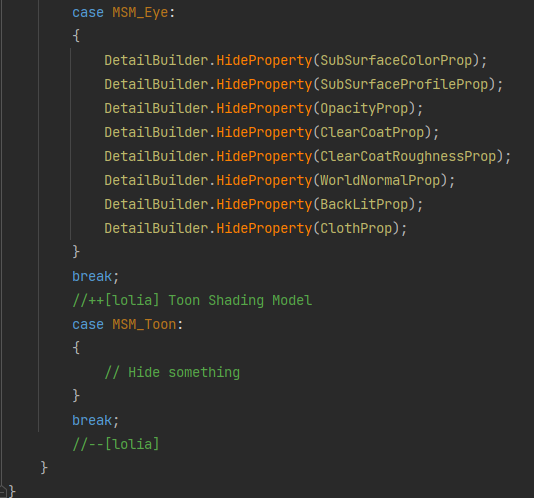 case MSM_Eye:
{
DetailBuilder.HideProperty(SubSurfaceColorProp);
DetailBuilder.HideProperty(SubSurfaceProfileProp);
DetailBuilder.HideProperty(OpacityProp);
DetailBuilder.HideProperty(ClearCoatProp);
DetailBuilder.HideProperty(ClearCoatRoughnessProp);
DetailBuilder.HideProperty(WorldNormalProp);
DetailBuilder.HideProperty(BackLitProp);
DetailBuilder.HideProperty(ClothProp);
}
break;
//++[lolia] Toon Shading Model
case MSM_Toon:
{
// Hide something
}
break;
//--[lolia]
}
}